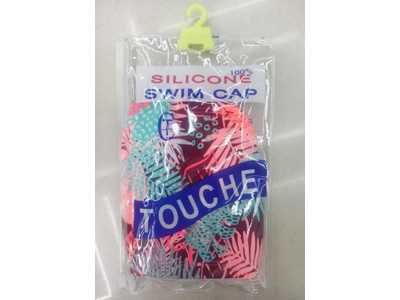 100%
SILICONE
SWIM CAP
TOUCHE